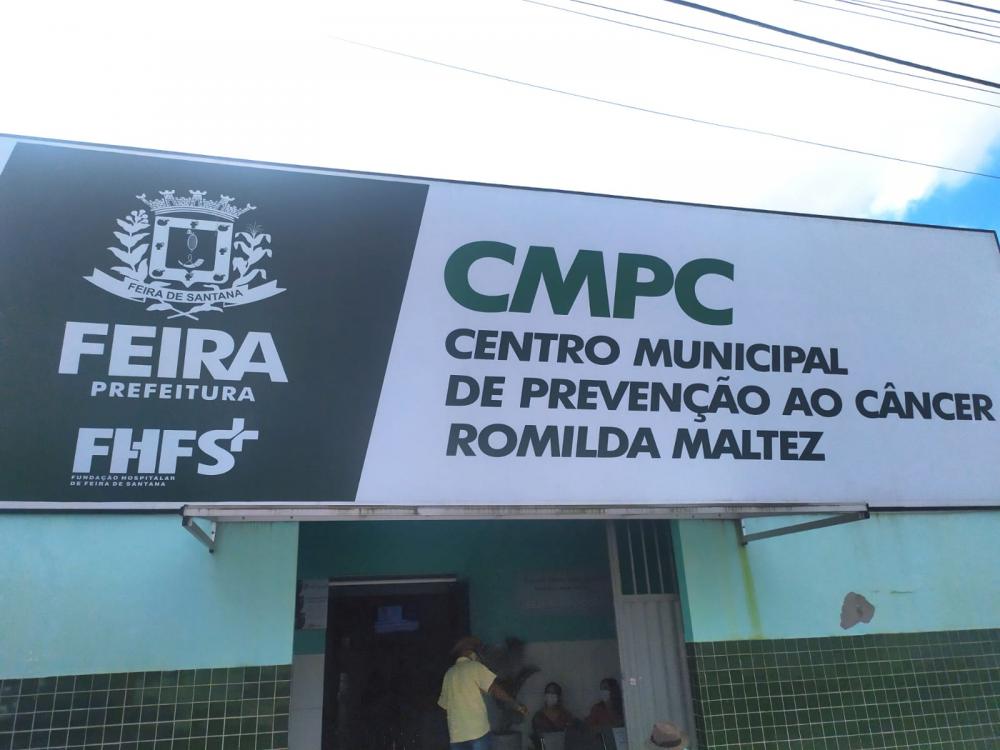 FEIRA DE SANTANA
FEIRA
PREFEITURA
FHFS
FUNDAÇÃO HOSPITALAR
DE FEIRA DE SANTANA
CMPC
CENTRO MUNICIPAL
DE PREVENÇÃO AO CÂNCER
ROMILDA MALTEZ